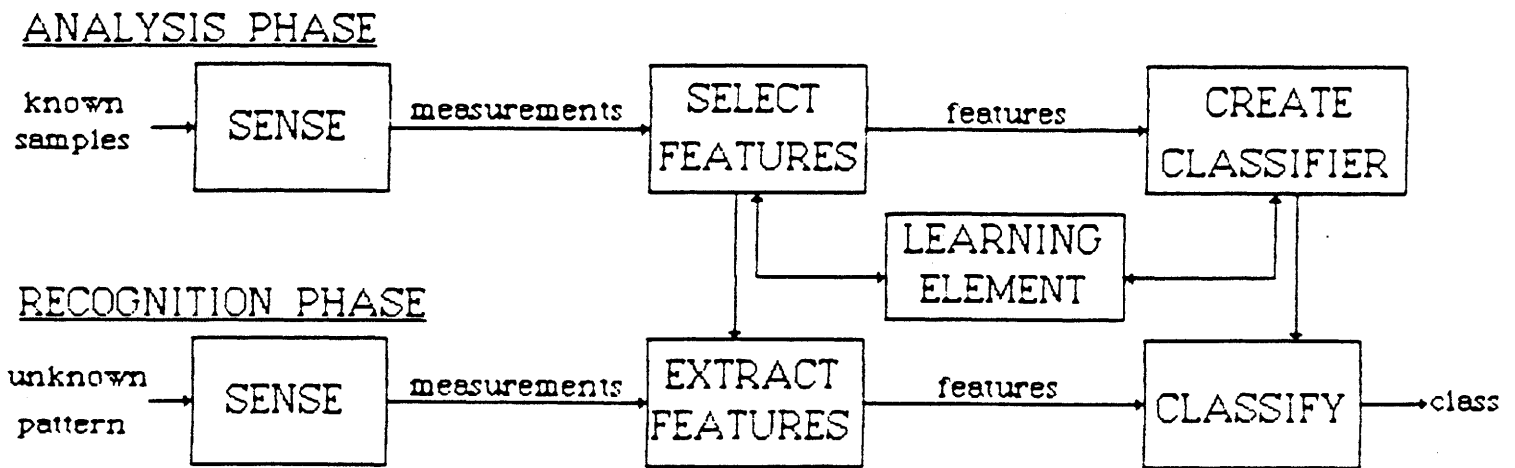 ANALYSIS PHASE
known
samples
SENSE
measurements
SELECT
FEATURES
features
CREATE
CLASSIFIER
LEARNING
ELEMENT
RECOGNITION PHASE
unknown
pattern
SENSE
measurements
EXTRACT
FEATURES
features
CLASSIFY
class